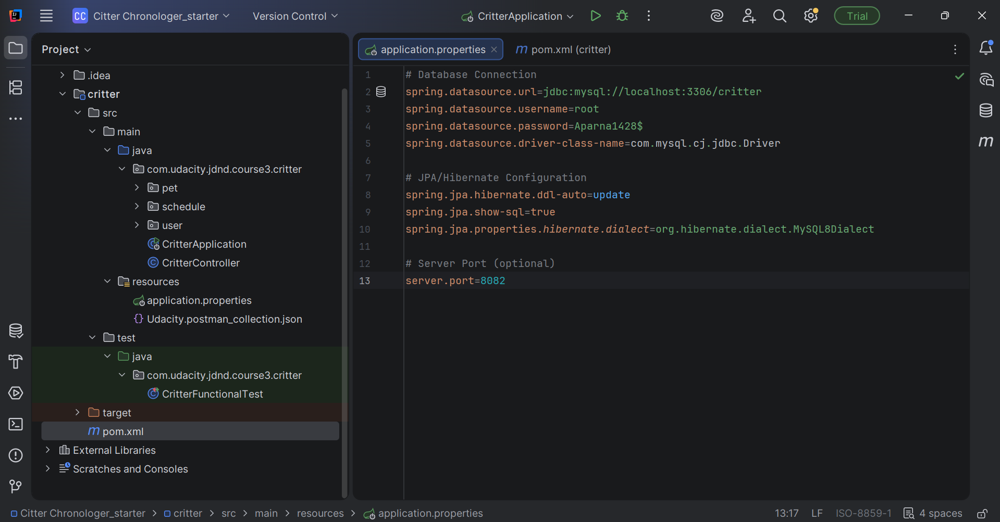 CC Citter Chronologer_starter Version Control CritterApplication Trial
Project
application.properties
m pom.xml (critter)
.idea
critter
src
main
java
com.udacity.jdnd.course3.critter
pet
schedule
user
CritterApplication
CritterController
resources
application.properties
Udacity.postman_collection.json
test
java
com.udacity.jdnd.course3.critter
CritterFunctionalTest
target
m pom.xml
External Libraries
Scratches and Consoles
1 # Database Connection
2 spring.datasource.url=jdbc:mysql://localhost:3306/critter
3 spring.datasource.username=root
4 spring.datasource.password=Aparna1428$
5 spring.datasource.driver-class-name=com.mysql.cj.jdbc.Driver
6
7 # JPA/Hibernate Configuration
8 spring.jpa.hibernate.ddl-auto=update
9 spring.jpa.show-sql=true
10 spring.jpa.properties.hibernate.dialect=org.hibernate.dialect.MySQL8Dialect
11
12 # Server Port (optional)
13 server.port=8082
m
Citter Chronologer_starter > critter > src > main > resources > application.properties 13:17 LF ISO-8859-1 4 spaces